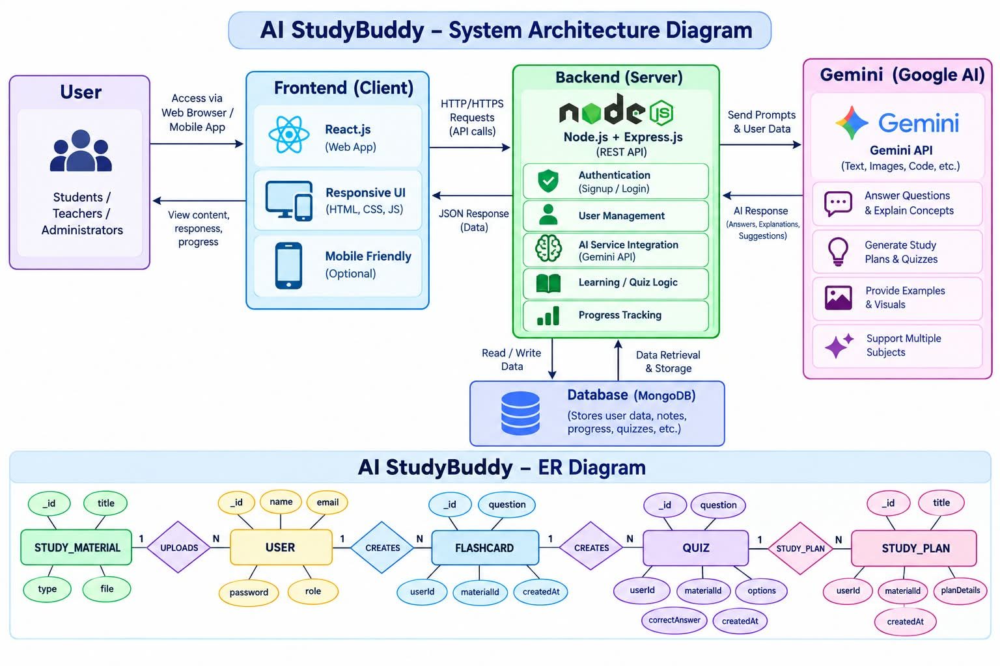 AI StudyBuddy – System Architecture Diagram
User
Students /
Teachers /
Administrators
Access via
Web Browser /
Mobile App
View content,
responess,
progress
Frontend (Client)
React.js
(Web App)
Responsive UI
(HTML, CSS, JS)
Mobile Friendly
(Optional)
HTTP/HTTPS
Requests
(API calls)
JSON Response
(Data)
Backend (Server)
node
JS
Node.js + Express.js
(REST API)
Authentication
(Signup / Login)
User Management
AI Service Integration
(Gemini API)
Learning / Quiz Logic
Progress Tracking
Send Prompts
& User Data
AI Response
(Answers, Explanations,
Suggestions)
Gemini (Google AI)
Gemini
Gemini API
(Text, Images, Code, etc.)
Answer Questions
& Explain Concepts
Generate Study
Plans & Quizzes
Provide Examples
& Visuals
Support Multiple
Subjects
Read / Write
Data
Data Retrieval
& Storage
Database (MongoDB)
(Stores user data, notes,
progress, quizzes, etc.)
AI StudyBuddy – ER Diagram
_id
title
STUDY_MATERIAL
type
file
1
UPLOADS
N
_id
name
email
USER
password
role
1
CREATES
N
_id
question
FLASHCARD
userId
materialId
createdAt
1
CREATES
N
_id
question
QUIZ
userId
materialId
options
correctAnswer
createdAt
1
STUDY_PLAN
N
_id
title
STUDY_PLAN
userId
materialId
planDetails
createdAt